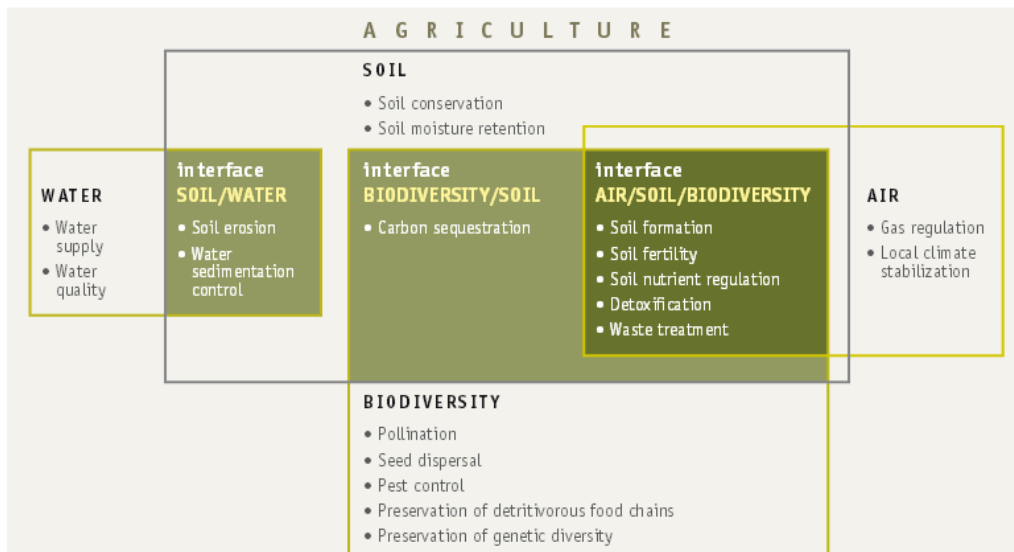 AGRICULTURE
SOIL
• Soil conservation
• Soil moisture retention
WATER
• Water
supply
• Water
quality
interface
SOIL/WATER
• Soil erosion
• Water
sedimentation
control
interface
BIODIVERSITY/SOIL
• Carbon sequestration
interface
AIR/SOIL/BIODIVERSITY
• Soil formation
• Soil fertility
• Soil nutrient regulation
• Detoxification
• Waste treatment
AIR
• Gas regulation
• Local climate
stabilization
BIODIVERSITY
• Pollination
• Seed dispersal
• Pest control
• Preservation of detritivorous food chains
• Preservation of genetic diversity